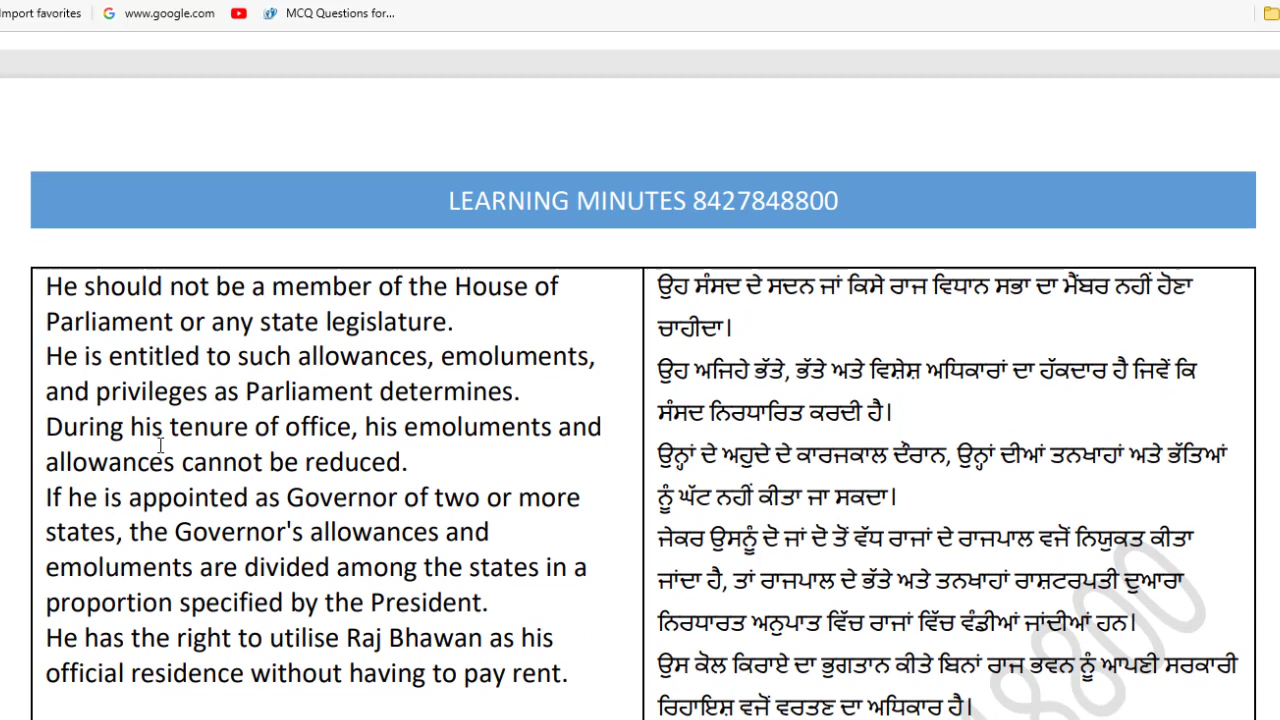 Import favorites
www.google.com
MCQ Questions for...
LEARNING MINUTES 8427848800
He should not be a member of the House of
Parliament or any state legislature.
He is entitled to such allowances, emoluments,
and privileges as Parliament determines.
During his tenure of office, his emoluments and
allowances cannot be reduced.
If he is appointed as Governor of two or more
states, the Governor's allowances and
emoluments are divided among the states in a
proportion specified by the President.
He has the right to utilise Raj Bhawan as his
official residence without having to pay rent.
ਉਹ ਸੰਸਦ ਦੇ ਸਦਨ ਜਾਂ ਕਿਸੇ ਰਾਜ ਵਿਧਾਨ ਸਭਾ ਦਾ ਮੈਂਬਰ ਨਹੀਂ ਹੋਣਾ
ਚਾਹੀਦਾ।
ਉਹ ਅਜਿਹੇ ਭੱਤੇ, ਭੱਤੇ ਅਤੇ ਵਿਸ਼ੇਸ਼ ਅਧਿਕਾਰਾਂ ਦਾ ਹੱਕਦਾਰ ਹੈ ਜਿਵੇਂ ਕਿ
ਸੰਸਦ ਨਿਰਧਾਰਿਤ ਕਰਦੀ ਹੈ।
ਉਨ੍ਹਾਂ ਦੇ ਅਹੁਦੇ ਦੇ ਕਾਰਜਕਾਲ ਦੌਰਾਨ, ਉਨ੍ਹਾਂ ਦੀਆਂ ਤਨਖਾਹਾਂ ਅਤੇ ਭੱਤਿਆਂ
ਨੂੰ ਘੱਟ ਨਹੀਂ ਕੀਤਾ ਜਾ ਸਕਦਾ।
ਜੇਕਰ ਉਸਨੂੰ ਦੋ ਜਾਂ ਦੋ ਤੋਂ ਵੱਧ ਰਾਜਾਂ ਦੇ ਰਾਜਪਾਲ ਵਜੋਂ ਨਿਯੁਕਤ ਕੀਤਾ
ਜਾਂਦਾ ਹੈ, ਤਾਂ ਰਾਜਪਾਲ ਦੇ ਭੱਤੇ ਅਤੇ ਤਨਖਾਹਾਂ ਰਾਸ਼ਟਰਪਤੀ ਦੁਆਰਾ
ਨਿਰਧਾਰਤ ਅਨੁਪਾਤ ਵਿੱਚ ਰਾਜਾਂ ਵਿੱਚ ਵੰਡੀਆਂ ਜਾਂਦੀਆਂ ਹਨ।
ਉਸ ਕੋਲ ਕਿਰਾਏ ਦਾ ਭੁਗਤਾਨ ਕੀਤੇ ਬਿਨਾਂ ਰਾਜ ਭਵਨ ਨੂੰ ਆਪਣੀ ਸਰਕਾਰੀ
ਰਿਹਾਇਸ਼ ਵਜੋਂ ਵਰਤਣ ਦਾ ਅਧਿਕਾਰ ਹੈ।